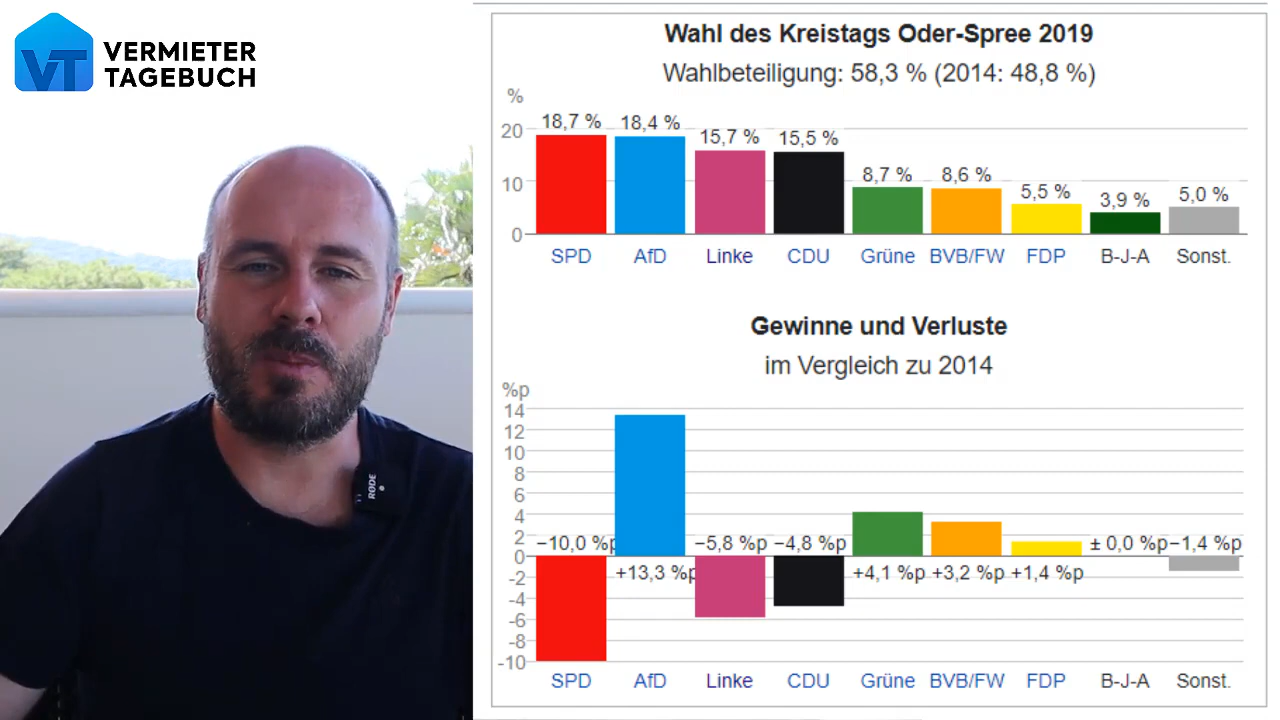 VERMIETER
TAGEBUCH
VT
Wahl des Kreistags Oder-Spree 2019
Wahlbeteiligung: 58,3 % (2014: 48,8 %)
%
18,7 % 18,4 % 15,7 % 15,5 % 8,7 % 8,6 % 5,5 % 3,9 % 5,0 %
20
10
0
SPD AfD Linke CDU Grüne BVB/FW FDP B-J-A Sonst.
Gewinne und Verluste
im Vergleich zu 2014
%p
14
12
10
8
6
4
2
−10,0 %p −5,8 %p −4,8 %p ± 0,0 %p −1,4 %p
0
+13,3 %p +4,1 %p +3,2 %p +1,4 %p
-2
-4
-6
-8
-10
SPD AfD Linke CDU Grüne BVB/FW FDP B-J-A Sonst.
RØDE